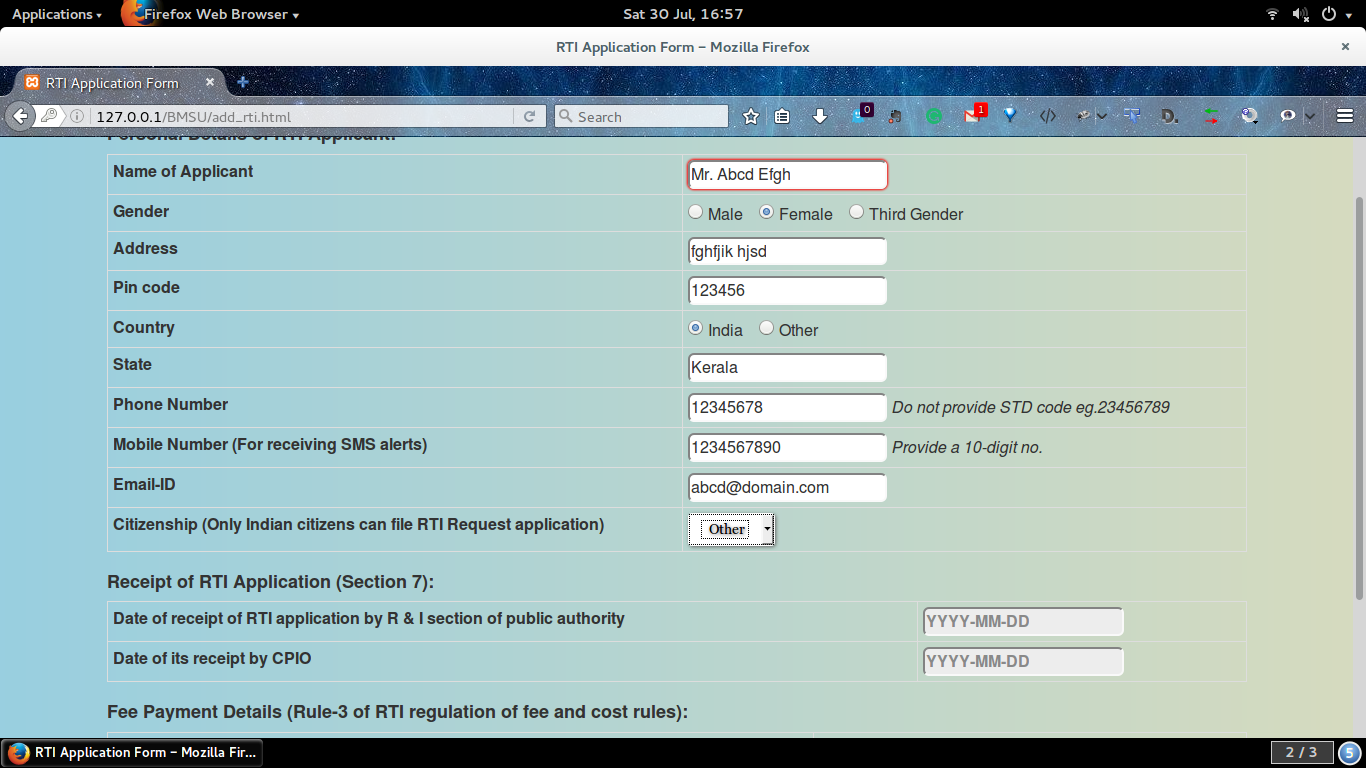 Applications Firefox Web Browser Sat 30 Jul, 16:57
RTI Application Form – Mozilla Firefox ×
RTI Application Form × +
127.0.0.1/BMSU/add_rti.html Search 0 1 D.
Personal Details of RTI Applicant:
Name of Applicant Mr. Abcd Efgh
Gender Male Female Third Gender
Address fghfjik hjsd
Pin code 123456
Country India Other
State Kerala
Phone Number 12345678 Do not provide STD code eg.23456789
Mobile Number (For receiving SMS alerts) 1234567890 Provide a 10-digit no.
Email-ID abcd@domain.com
Citizenship (Only Indian citizens can file RTI Request application) Other
Receipt of RTI Application (Section 7):
Date of receipt of RTI application by R & I section of public authority YYYY-MM-DD
Date of its receipt by CPIO YYYY-MM-DD
Fee Payment Details (Rule-3 of RTI regulation of fee and cost rules):
RTI Application Form – Mozilla Fir... 2 / 3 5